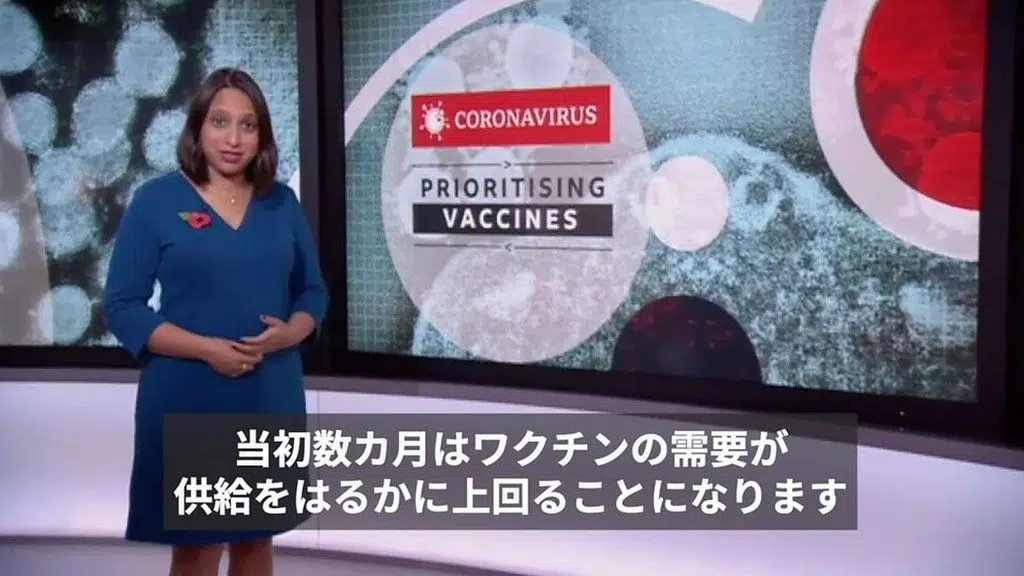 CORONAVIRUS
PRIORITISING
VACCINES
当初数カ月はワクチンの需要が
供給をはるかに上回ることになります